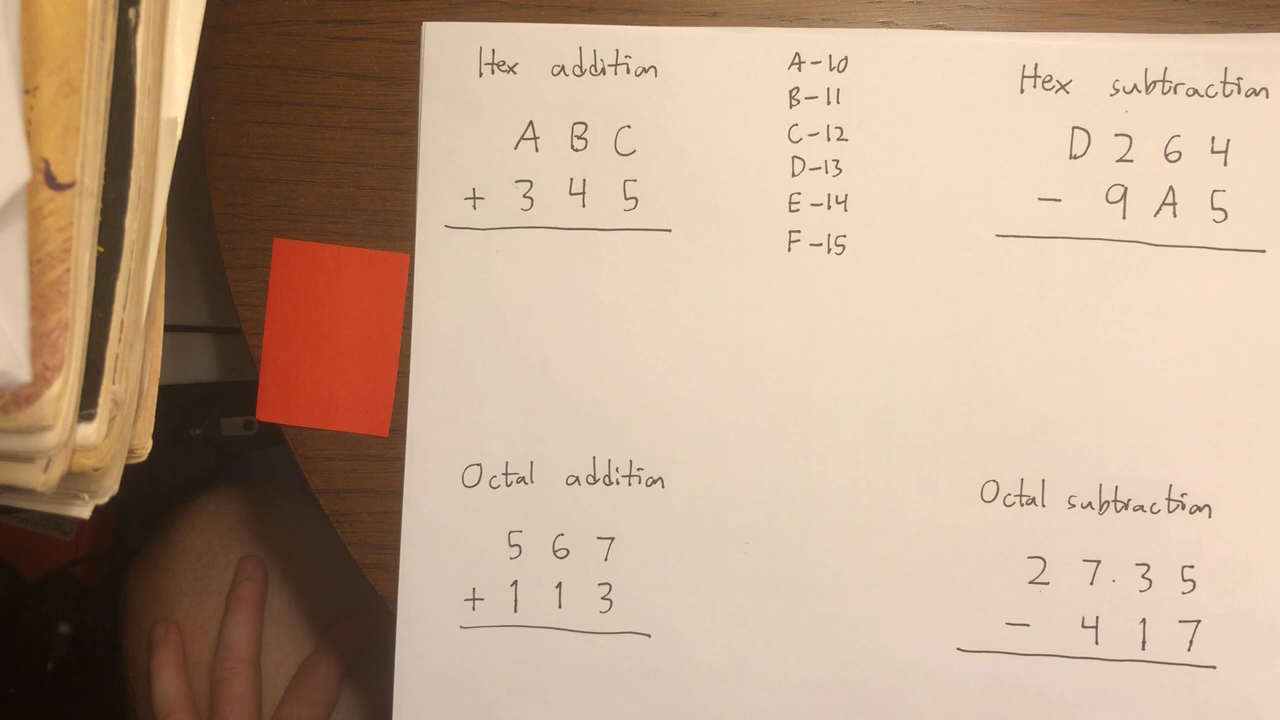 Hex addition
A B C
+ 3 4 5
A-10
B-11
C-12
D-13
E-14
F-15
Hex subtraction
D 2 6 4
- 9 A 5
Octal addition
5 6 7
+ 1 1 3
Octal subtraction
2 7.3 5
- 4 1 7